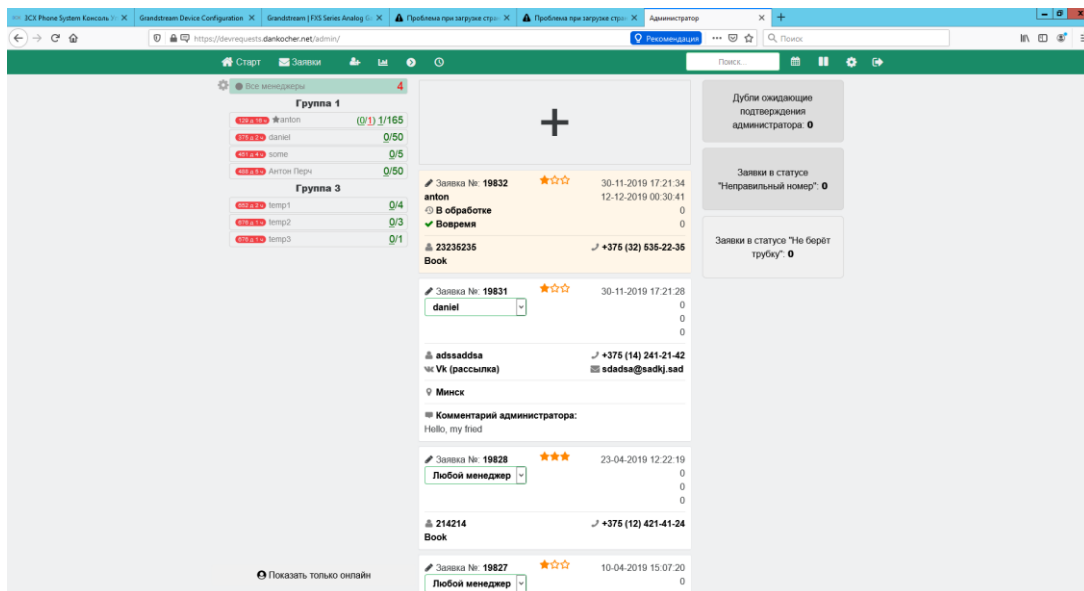 3CX Phone System Консоль
Grandstream Device Configuration
Grandstream | FXS Series Analog
Проблема при загрузке стра
Проблема при загрузке стра
Администратор
https://devrequests.dankocher.net/admin/
Рекомендация
Поиск
Старт
Заявки
Поиск...
Все менеджеры 4
Группа 1
anton (0/1) 1/165
daniel 0/50
some 0/5
Антон Перч 0/50
Группа 3
temp1 0/4
temp2 0/3
temp3 0/1
Показать только онлайн
+
Заявка №: 19832 30-11-2019 17:21:34
anton 12-12-2019 00:30:41
В обработке 0
Вовремя 0
23235235 +375 (32) 535-22-35
Book
Заявка №: 19831 30-11-2019 17:21:28
daniel 0
0
0
adssaddsa +375 (14) 241-21-42
Vk (рассылка) sdadsa@sadkj.sad
Минск
Комментарий администратора:
Hello, my fried
Заявка №: 19828 23-04-2019 12:22:19
Любой менеджер 0
0
0
214214 +375 (12) 421-41-24
Book
Заявка №: 19827 10-04-2019 15:07:20
Любой менеджер 0
Дубли ожидающие
подтверждения
администратора: 0
Заявки в статусе
"Неправильный номер": 0
Заявки в статусе "Не берёт
трубку": 0